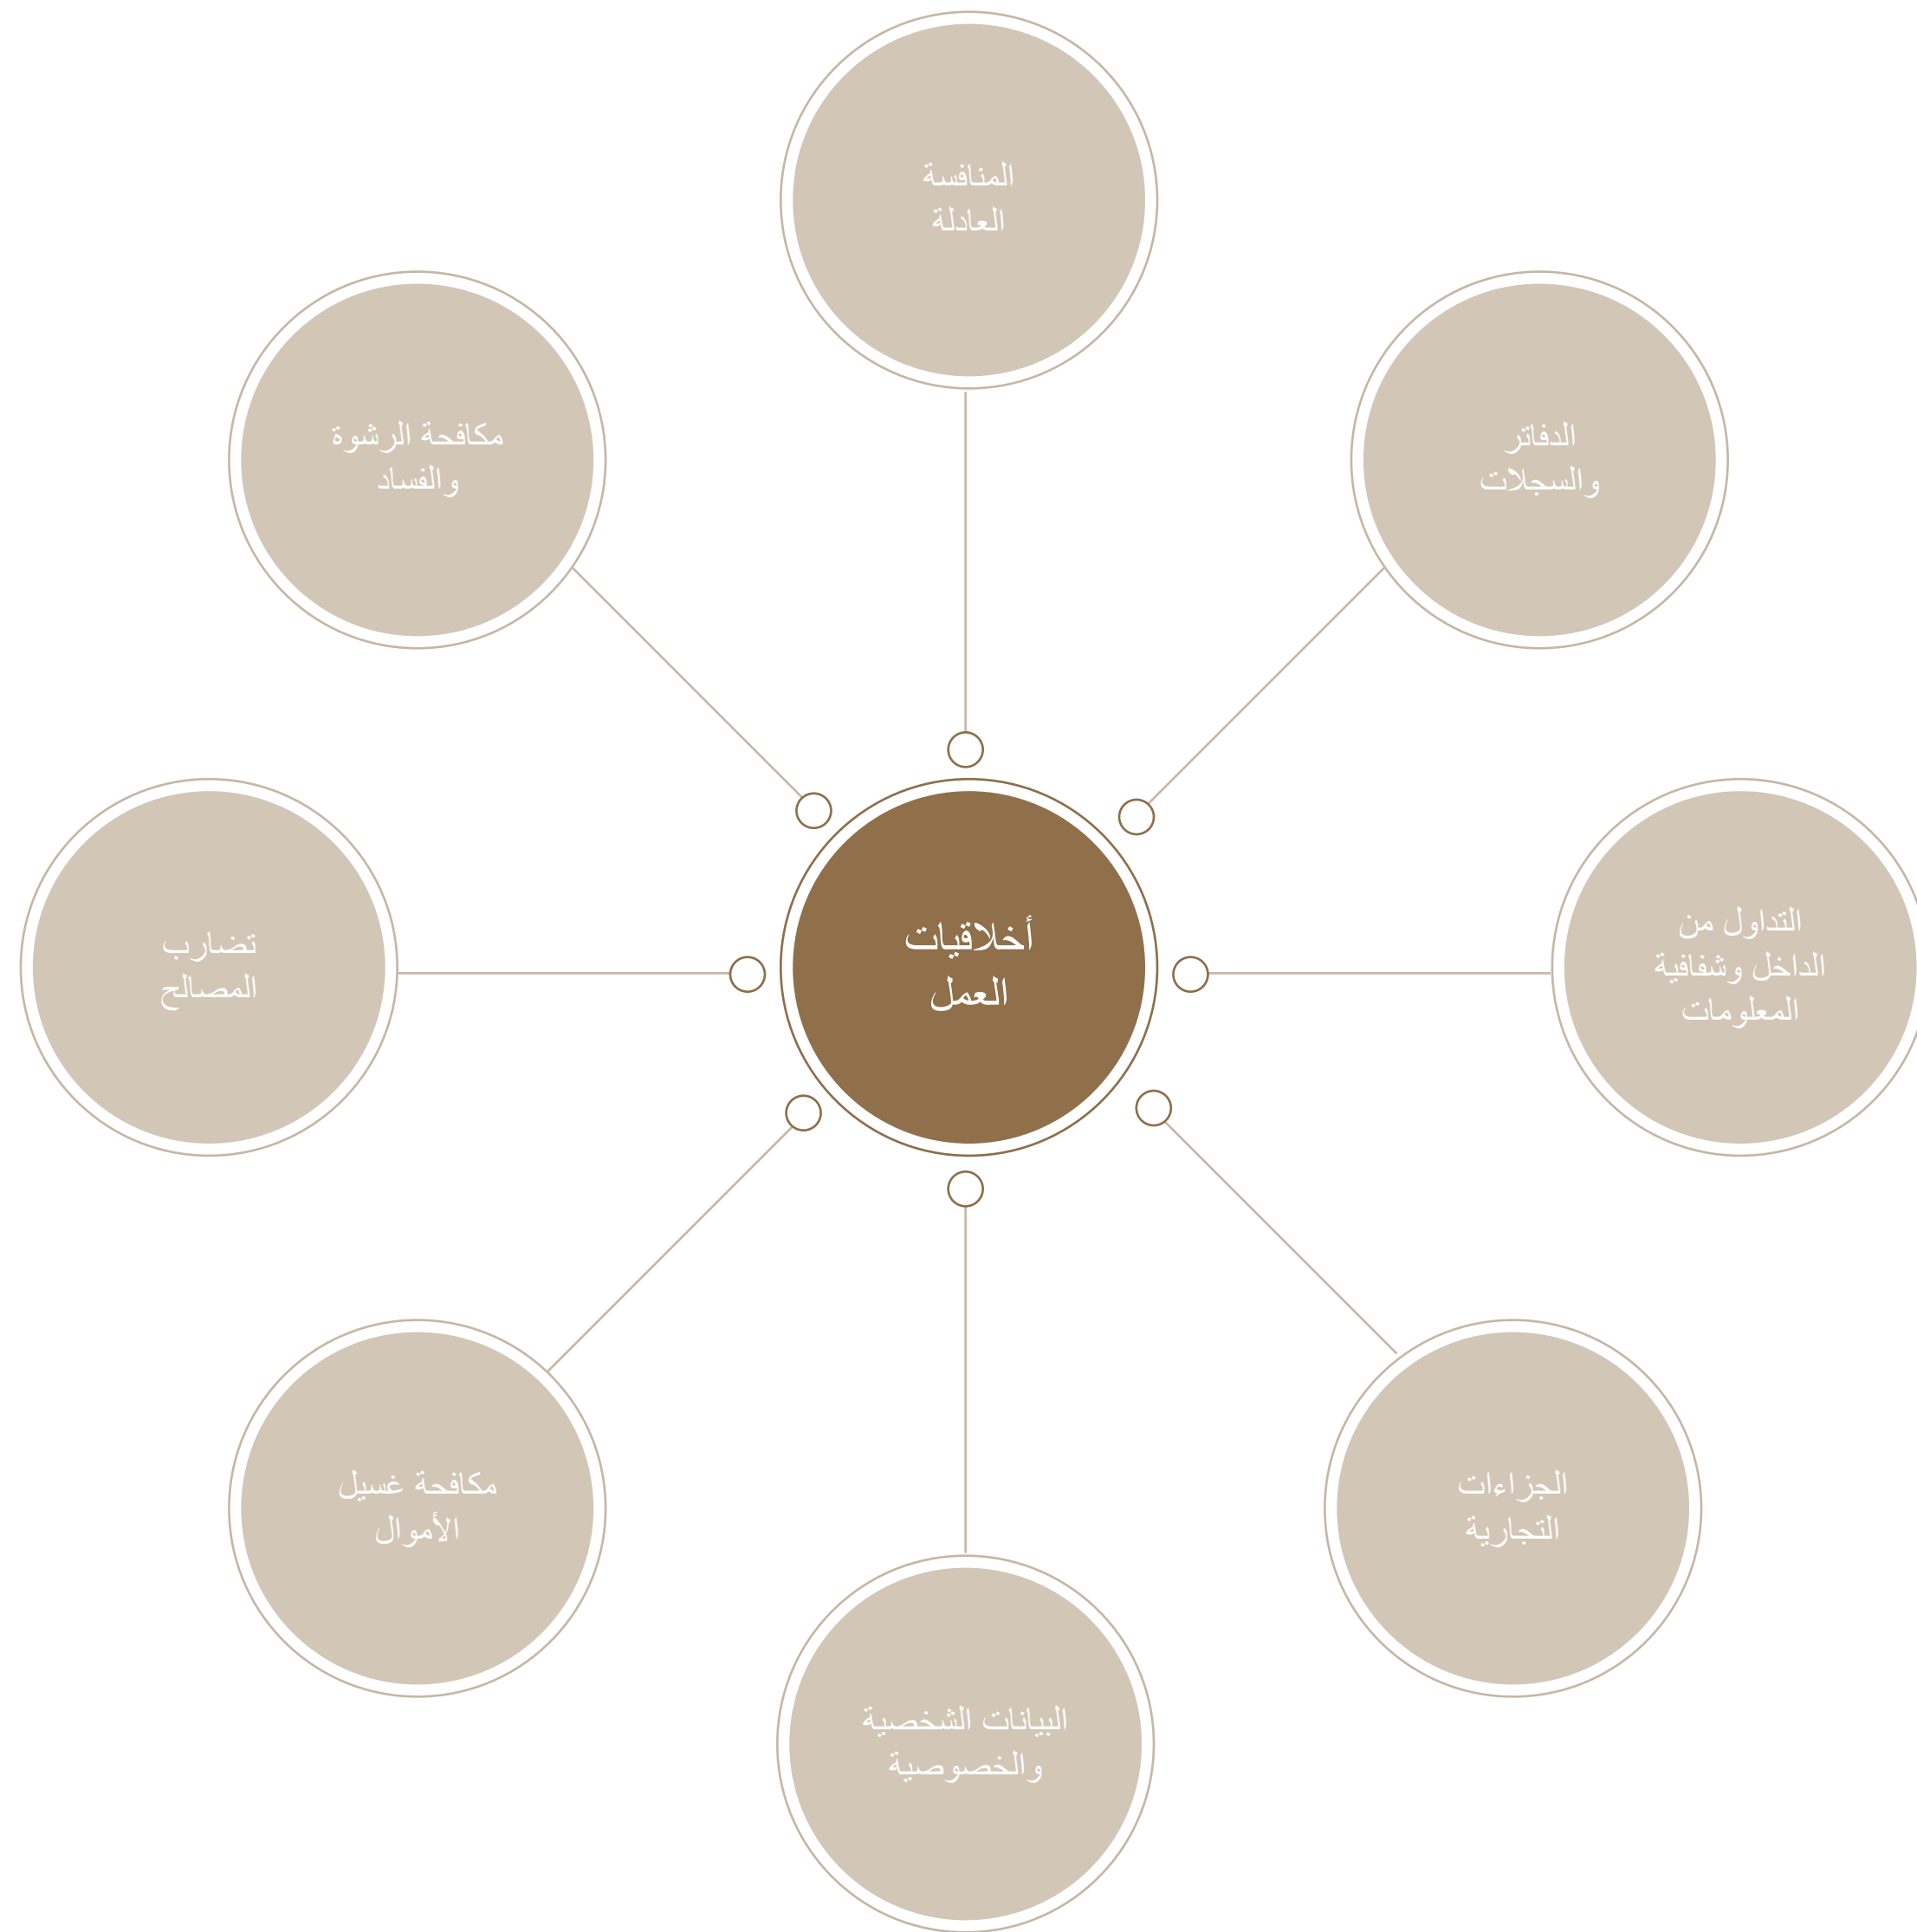 المنافسة
العادلة
الدفاتر
والسجلات
مكافحة الرشوة
والفساد
التداول من
الداخل وشفافية
المعلومات
أخلاقيات
العمل
تضارب
المصالح
الجزاءات
التجارية
مكافحة غسيل
الأموال
البيانات الشخصية
والخصوصية